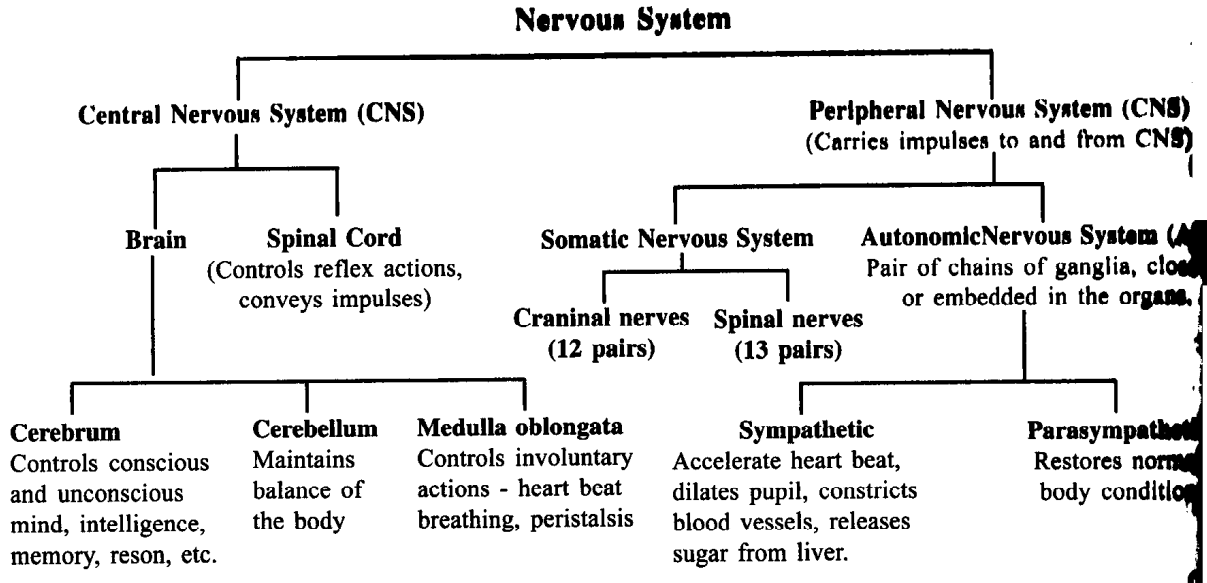 Nervous System
Central Nervous System (CNS)
Peripheral Nervous System (CNS)
(Carries impulses to and from CNS)
Brain
Spinal Cord
(Controls reflex actions,
conveys impulses)
Somatic Nervous System
Craninal nerves
(12 pairs)
Spinal nerves
(13 pairs)
AutonomicNervous System
Pair of chains of ganglia,
or embedded in the organs.
Cerebrum
Controls conscious
and unconscious
mind, intelligence,
memory, reson, etc.
Cerebellum
Maintains
balance of
the body
Medulla oblongata
Controls involuntary
actions - heart beat
breathing, peristalsis
Sympathetic
Accelerate heart beat,
dilates pupil, constricts
blood vessels, releases
sugar from liver.
Restores
body